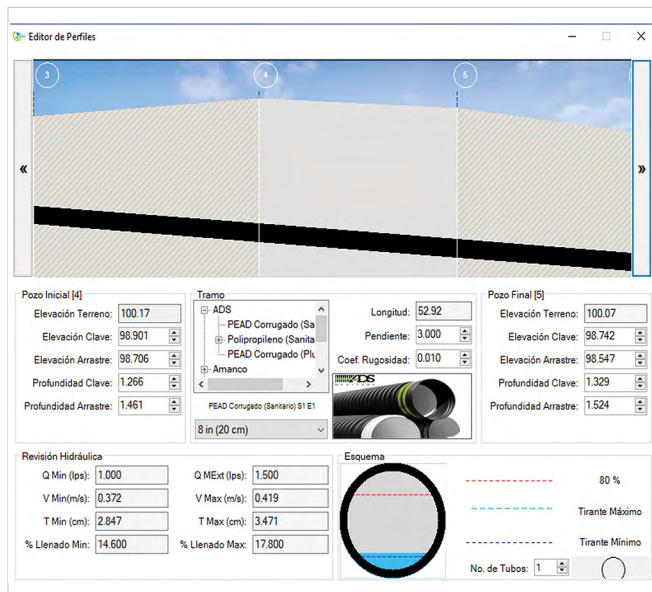 Editor de Perfiles
3
4
5
«
»
Pozo Inicial [4]
Elevación Terreno: 100.17
Elevación Clave: 98.901
Elevación Arrastre: 98.706
Profundidad Clave: 1.266
Profundidad Arrastre: 1.461
Tramo
ADS
PEAD Corrugado (Sa
Polipropileno (Sanita
PEAD Corrugado (Plu
Amanco
PEAD Corrugado (Sanitario) S1 E1
8 in (20 cm)
Longitud: 52.92
Pendiente: 3.000
Coef. Rugosidad: 0.010
ADS
Pozo Final [5]
Elevación Terreno: 100.07
Elevación Clave: 98.742
Elevación Arrastre: 98.547
Profundidad Clave: 1.329
Profundidad Arrastre: 1.524
Revisión Hidráulica
Q Min (lps): 1.000
Q MExt (lps): 1.500
V Min(m/s): 0.372
V Max (m/s): 0.419
T Min (cm): 2.847
T Max (cm): 3.471
% Llenado Min: 14.600
% Llenado Max: 17.800
Esquema
80 %
Tirante Máximo
Tirante Mínimo
No. de Tubos: 1